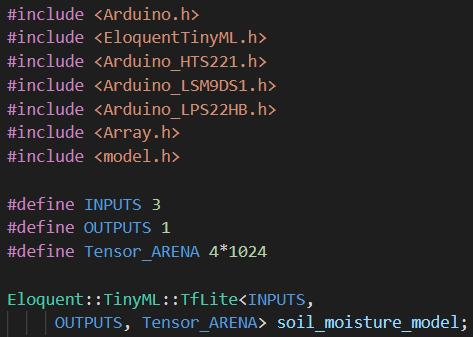 #include <Arduino.h>
#include <EloquentTinyML.h>
#include <Arduino_HTS221.h>
#include <Arduino_LSM9DS1.h>
#include <Arduino_LPS22HB.h>
#include <Array.h>
#include <model.h>
#define INPUTS 3
#define OUTPUTS 1
#define Tensor_ARENA 4*1024
Eloquent::TinyML::TfLite<INPUTS,
OUTPUTS, Tensor_ARENA> soil_moisture_model;